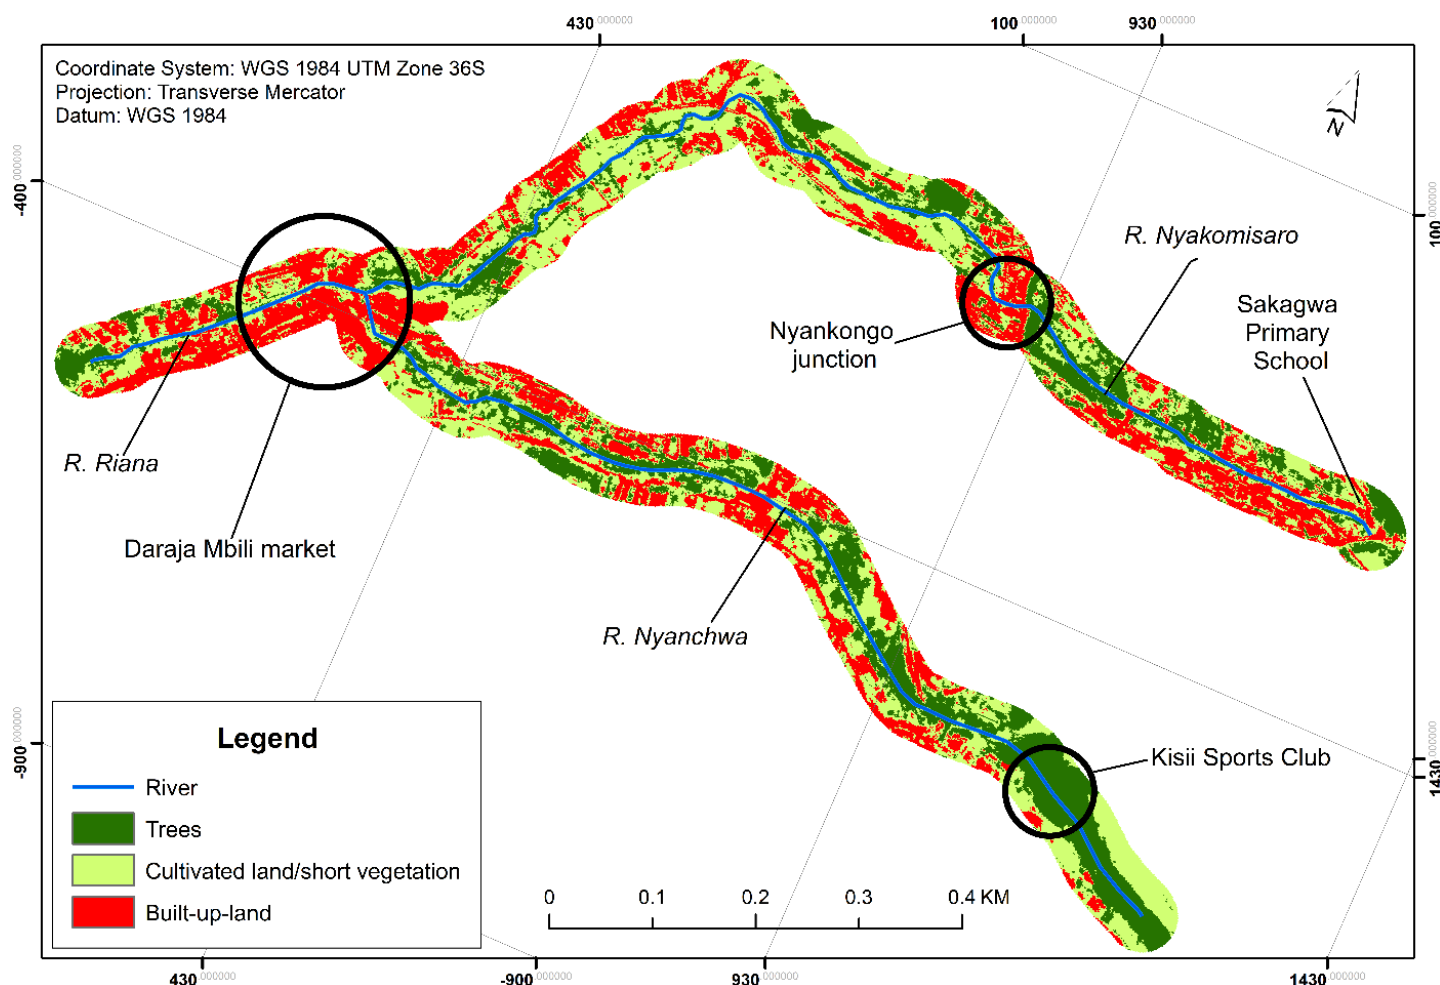 430.000000
100.000000
930.000000
Coordinate System: WGS 1984 UTM Zone 36S
Projection: Transverse Mercator
Datum: WGS 1984
N
-400.000000
100.000000
R. Nyakomisaro
Sakagwa
Primary
School
Nyankongo
junction
R. Riana
Daraja Mbili market
R. Nyanchwa
Kisii Sports Club
-900.000000
1430.000000
Legend
River
Trees
Cultivated land/short vegetation
Built-up-land
0 0.1 0.2 0.3 0.4 KM
430.000000
-900.000000
930.000000
1430.000000